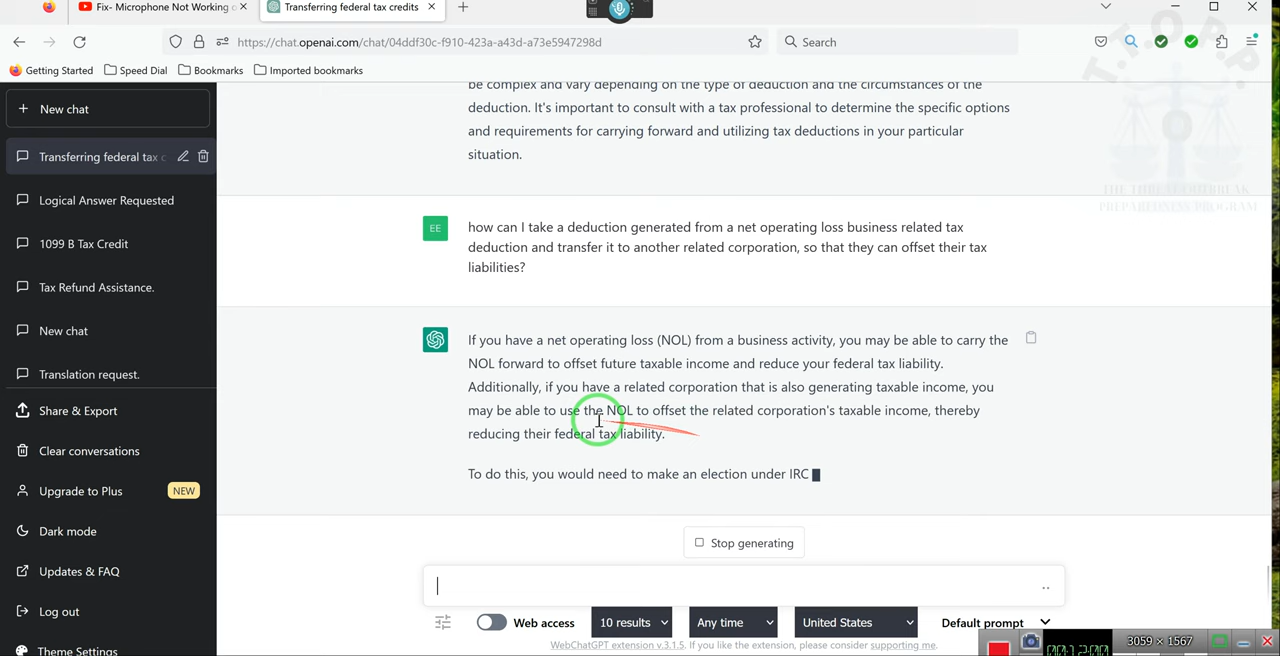 Fix- Microphone Not Working o
Transferring federal tax credits
https://chat.openai.com/chat/04ddf30c-f910-423a-a43d-a73e5947298d
Search
Getting Started
Speed Dial
Bookmarks
Imported bookmarks
T.T.O.P.P.
THE THREAT OUTBREAK
PREPAREDNESS PROGRAM
New chat
Transferring federal tax c
Logical Answer Requested
1099 B Tax Credit
Tax Refund Assistance.
New chat
Translation request.
Share & Export
Clear conversations
Upgrade to Plus
NEW
Dark mode
Updates & FAQ
Log out
Theme Settings
be complex and vary depending on the type of deduction and the circumstances of the
deduction. It's important to consult with a tax professional to determine the specific options
and requirements for carrying forward and utilizing tax deductions in your particular
situation.
EE
how can I take a deduction generated from a net operating loss business related tax
deduction and transfer it to another related corporation, so that they can offset their tax
liabilities?
If you have a net operating loss (NOL) from a business activity, you may be able to carry the
NOL forward to offset future taxable income and reduce your federal tax liability.
Additionally, if you have a related corporation that is also generating taxable income, you
may be able to use the NOL to offset the related corporation's taxable income, thereby
reducing their federal tax liability.
To do this, you would need to make an election under IRC
Stop generating
Web access
10 results
Any time
United States
Default prompt
WebChatGPT extension v.3.1.5. If you like the extension, please consider supporting me.
3059 × 1567